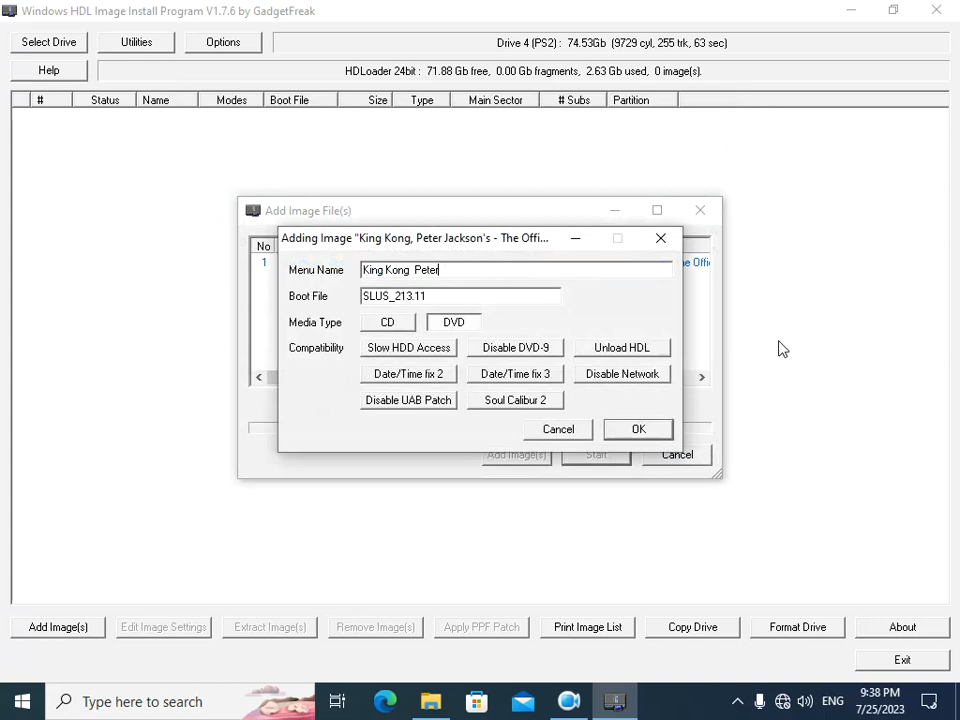 Windows HDL Image Install Program V1.7.6 by GadgetFreak
Select Drive Utilities Options Drive 4 (PS2) : 74.53Gb (9729 cyl, 255 trk, 63 sec)
Help HDLoader 24bit : 71.88 Gb free, 0.00 Gb fragments, 2.63 Gb used, 0 image(s).
# Status Name Modes Boot File Size Type Main Sector # Subs Partition
Add Image File(s)
Adding Image "King Kong, Peter Jackson's - The Offi...
No
1 ne Offic
Menu Name King Kong  Peter
Boot File SLUS_213.11
Media Type CD DVD
Compatibility Slow HDD Access Disable DVD-9 Unload HDL
Date/Time fix 2 Date/Time fix 3 Disable Network
Disable UAB Patch Soul Calibur 2
Cancel OK
Add Image(s) Start Cancel
Add Image(s) Edit Image Settings Extract Image(s) Remove Image(s) Apply PPF Patch Print Image List Copy Drive Format Drive About
Exit
Type here to search ENG 9:38 PM
7/25/2023